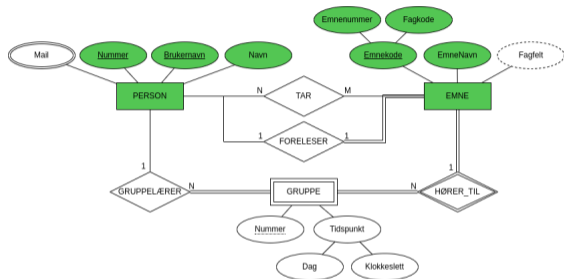 Emnenummer
Fagkode
Mail
Nummer
Brukernavn
Navn
Emnekode
EmneNavn
Fagfelt
PERSON
N
TAR
M
EMNE
1
FORELESER
1
1
1
GRUPPELÆRER
N
GRUPPE
N
HØRER_TIL
Nummer
Tidspunkt
Dag
Klokkeslett